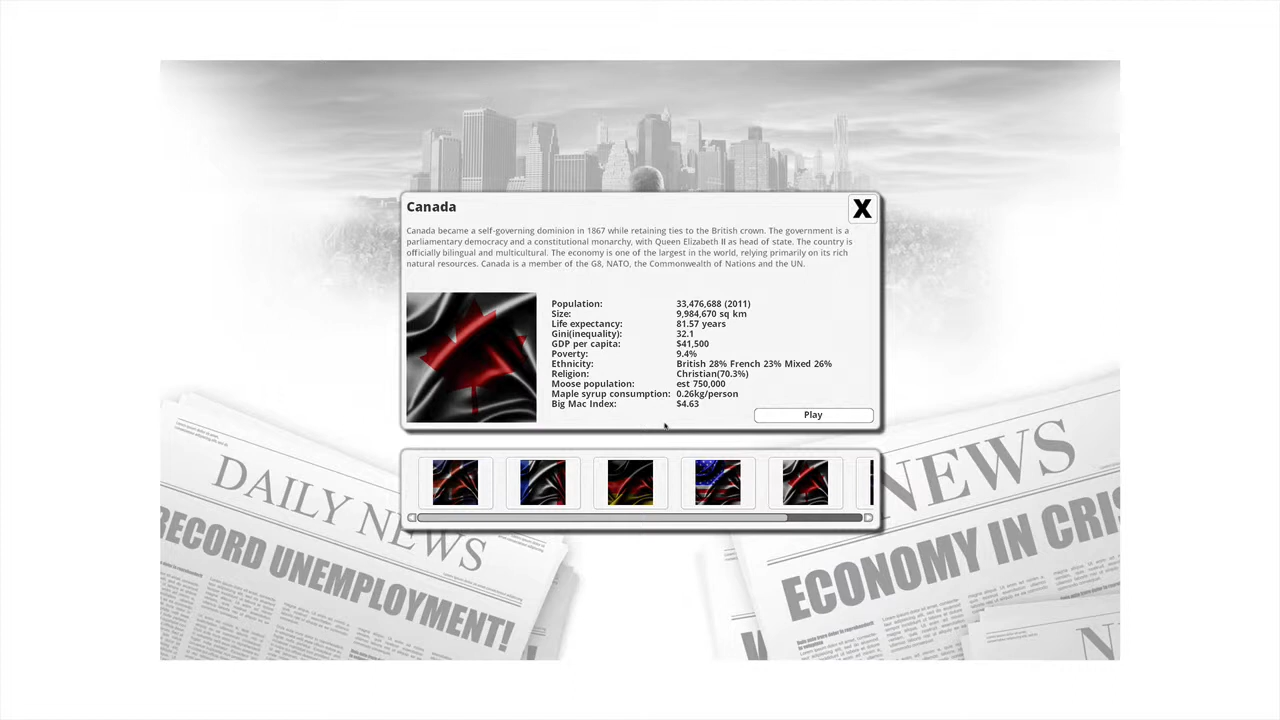 Canada
X
Canada became a self-governing dominion in 1867 while retaining ties to the British crown. The government is a
parliamentary democracy and a constitutional monarchy, with Queen Elizabeth II as head of state. The country is
officially bilingual and multicultural. The economy is one of the largest in the world, relying primarily on its rich
natural resources. Canada is a member of the G8, NATO, the Commonwealth of Nations and the UN.
Population: 33,476,688 (2011)
Size: 9,984,670 sq km
Life expectancy: 81.57 years
Gini(inequality): 32.1
GDP per capita: $41,500
Poverty: 9.4%
Ethnicity: British 28% French 23% Mixed 26%
Religion: Christian(70.3%)
Moose population: est 750,000
Maple syrup consumption: 0.26kg/person
Big Mac Index: $4.63
Play
DAILY NEWS
RECORD UNEMPLOYMENT!
NEWS
ECONOMY IN CRIS